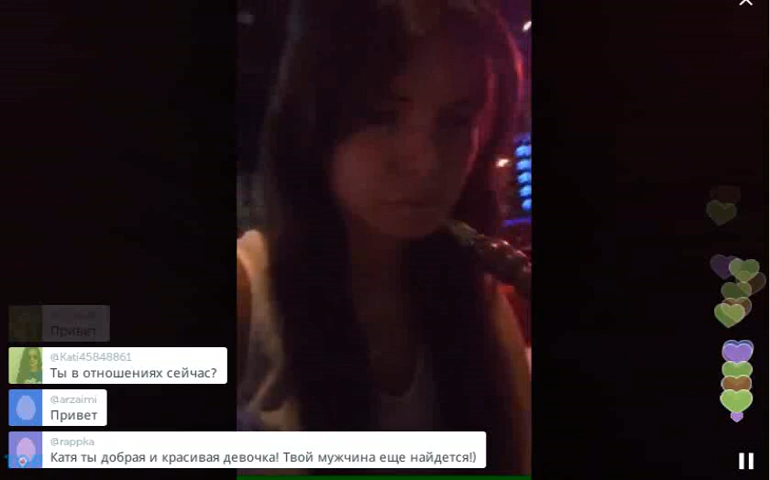 Привет
@Kati45848861
Ты в отношениях сейчас?
@arzaimi
Привет
@rappka
Катя ты добрая и красивая девочка! Твой мужчина еще найдется!)